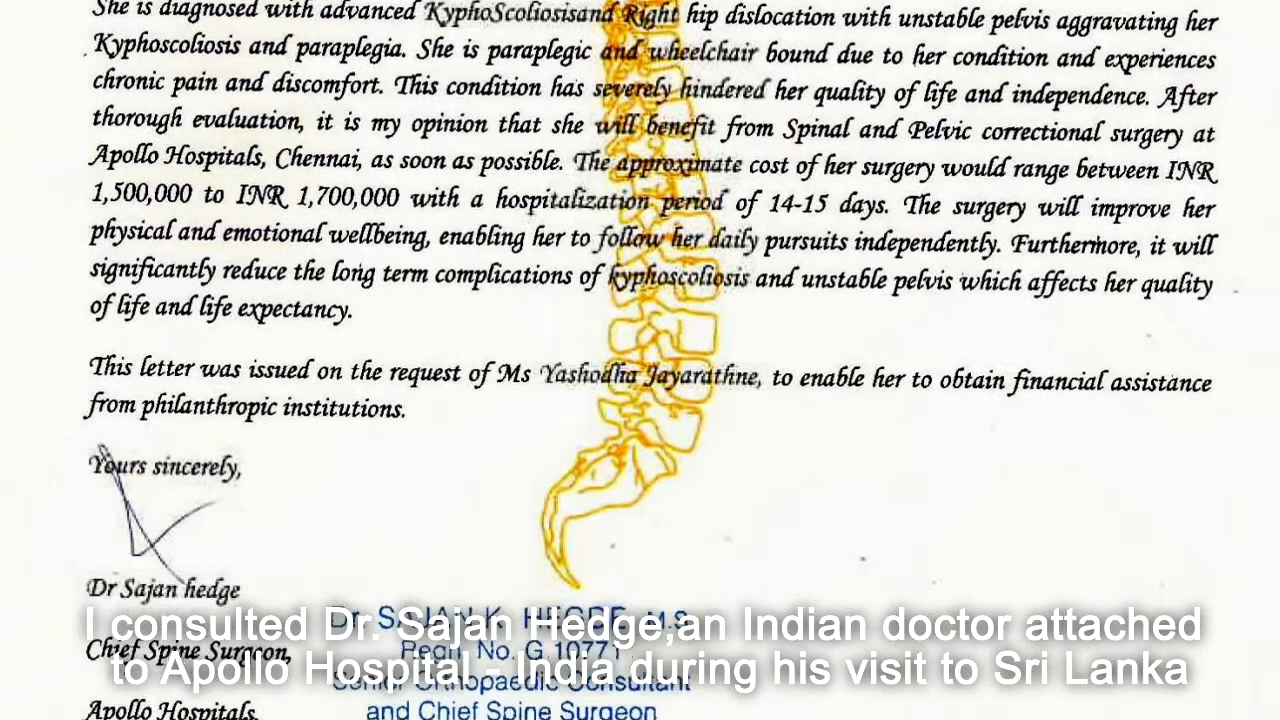 She is diagnosed with advanced KyphoScoliosisand Right hip dislocation with unstable pelvis aggravating her
Kyphoscoliosis and paraplegia. She is paraplegic and wheelchair bound due to her condition and experiences
chronic pain and discomfort. This condition has severely hindered her quality of life and independence. After
thorough evaluation, it is my opinion that she will benefit from Spinal and Pelvic correctional surgery at
Apollo Hospitals, Chennai, as soon as possible. The approximate cost of her surgery would range between INR
1,500,000 to INR 1,700,000 with a hospitalization period of 14-15 days. The surgery will improve her
physical and emotional wellbeing, enabling her to follow her daily pursuits independently. Furthermore, it will
significantly reduce the long term complications of kyphoscoliosis and unstable pelvis which affects her quality
of life and life expectancy.
This letter was issued on the request of Ms Yashodha Jayarathne, to enable her to obtain financial assistance
from philanthropic institutions.
Yours sincerely,
Dr Sajan hedge
Chief Spine Surgeon,
Apollo Hospitals,
Dr. SAJAN K. HEGDE M.S.
Regn. No. G 10771
Senior Orthopaedic Consultant
and Chief Spine Surgeon
I consulted Dr. Sajan Hedge,an Indian doctor attached
to Apollo Hospital - India during his visit to Sri Lanka